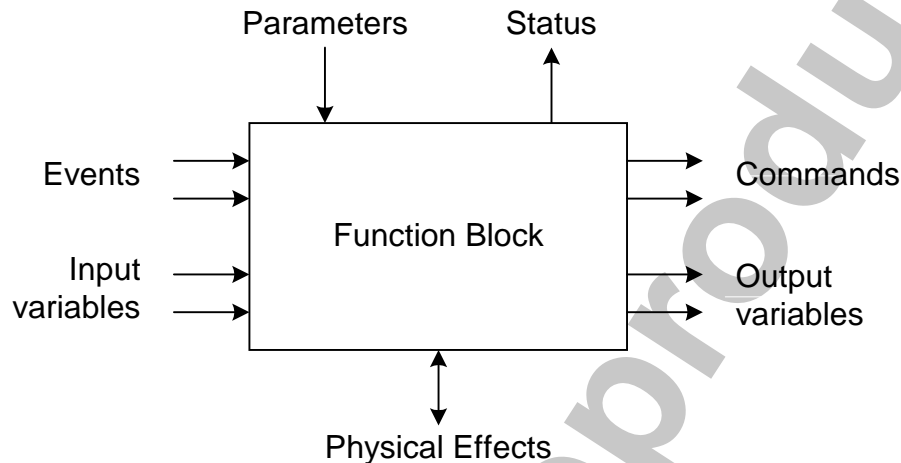 Parameters
Status
Events
Commands
Function Block
Input
variables
Output
variables
Physical Effects